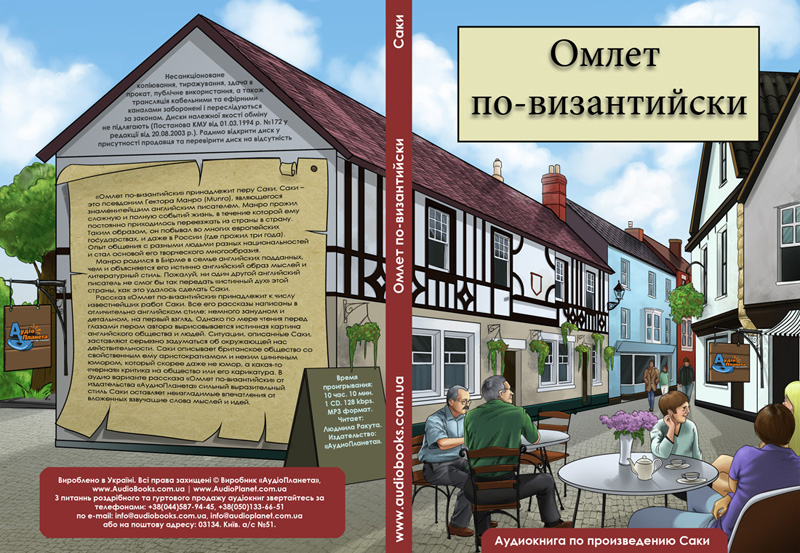 Несанкціоноване
копіювання, тиражування, здача в
прокат, публічне використання, а також
трансляція кабельними та ефірними
каналами заборонені і переслідуються
за законом. Диски належної якості обміну
не підлягають (Постанова КМУ від 01.03.1994 р. №172 у
редакції від 20.08.2003 р.). Радимо відкрити диск у
присутності продавця та перевірити диск на відсутність
«Омлет по-византийски» принадлежит перу Саки. Саки –
это псевдоним Гектора Манро (Munro), являющегося
знаменитейшим английским писателем. Манро прожил
сложную и полную событий жизнь, в течение которой ему
постоянно приходилось переезжать из страны в страну.
Таким образом, он побывал во многих европейских
государствах, и даже в России (где прожил три года).
Опыт общения с разными людьми разных национальностей
и стал основой его творческого многообразия.
Манро родился в Бирме в семье английских подданных,
чем и объясняется его истинно английский образ мыслей и
литературный стиль. Пожалуй, ни один другой английский
писатель не смог бы так передать кистинный духе этой
страны, как это удалось сделать Саки.
Рассказ «Омлет по-византийски» принадлежит к числу
известнейших работ Саки. Все его рассказы написаны в
отличительно английском стиле: немного занудном и
детальном, на первый взгляд. Однако по мере чтения перед
глазами пером автора вырисовывается истинная картина
английского общества и людей. Ситуации, описанные Саки,
заставляют серьезно задуматься об окружающей нас
действительности. Саки описывает британское общество со
свойственным ему аристократизмом и неким циничным
юмором, который скорее даже не юмор, а какая-то
«черная» критика на общество или его карикатура. В
аудио варианте рассказа «Омлет по-византийски» от
издательства «АудиоПланета» сильный выразительный
стиль Саки оставляет неизгладимые впечатления от
вложенных взвучащие слова мыслей и идей.
Аудио
Планета
Время
проигрывания:
10 час. 10 мин.
1 CD. 128 kbps.
MP3 формат.
Читает:
Людмила Ракута.
Издательство:
«АудиоПланета».
Вироблено в Україні. Всі права захищені © Виробник «АудіоПланета»,
www.AudioBooks.com.ua | www.AudioPlanet.com.ua
З питань роздрібного та гуртового продажу аудіокниг звертайтесь за
телефонами: +38(044)587-94-45, +38(050)133-66-51
по e-mail: info@audiobooks.com.ua, info@audioplanet.com.ua
або на поштову адресу: 03134. Київ. а/с №51.
Саки
Омлет по-византийски
www.audiobooks.com.ua
Омлет
по-византийски
Аудио
Планета
Аудиокнига по произведению Саки